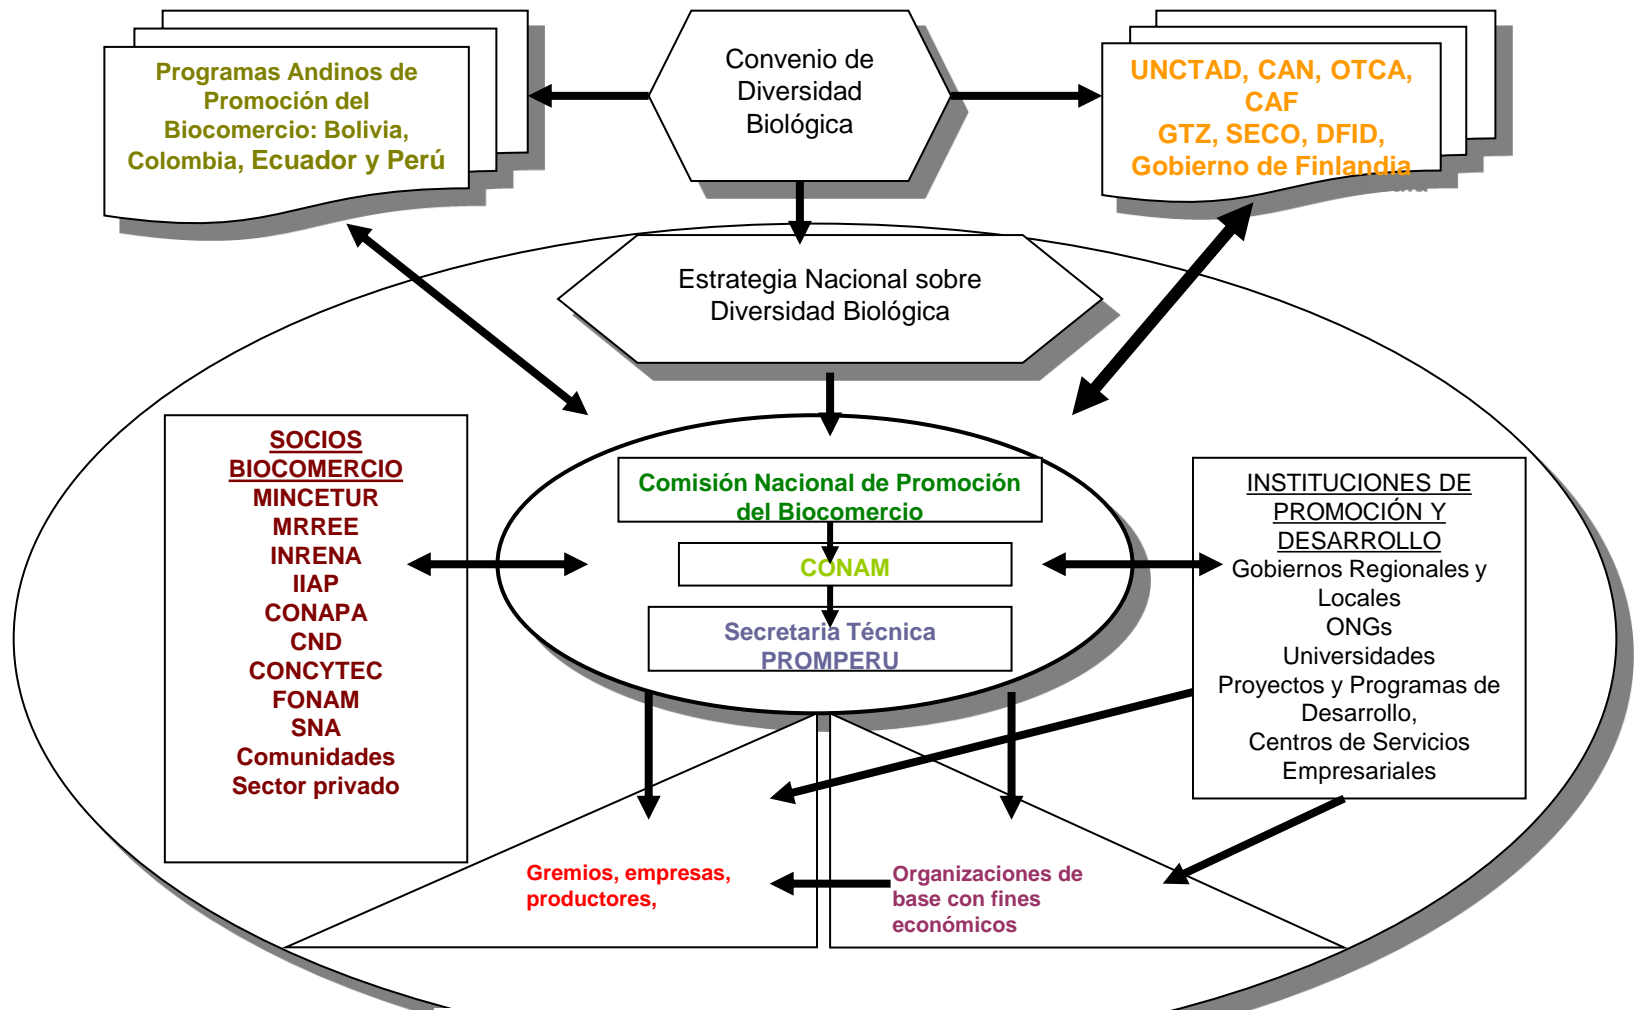 Programas Andinos de
Promoción del
Biocomercio: Bolivia,
Colombia, Ecuador y Perú
Convenio de
Diversidad
Biológica
UNCTAD, CAN, OTCA,
CAF
GTZ, SECO, DFID,
Gobierno de Finlandia
Estrategia Nacional sobre
Diversidad Biológica
SOCIOS
BIOCOMERCIO
MINCETUR
MRREE
INRENA
IIAP
CONAPA
CND
CONCYTEC
FONAM
SNA
Comunidades
Sector privado
Comisión Nacional de Promoción
del Biocomercio
CONAM
Secretaria Técnica
PROMPERU
INSTITUCIONES DE
PROMOCIÓN Y
DESARROLLO
Gobiernos Regionales y
Locales
ONGs
Universidades
Proyectos y Programas de
Desarrollo,
Centros de Servicios
Empresariales
Gremios, empresas,
productores,
Organizaciones de
base con fines
económicos